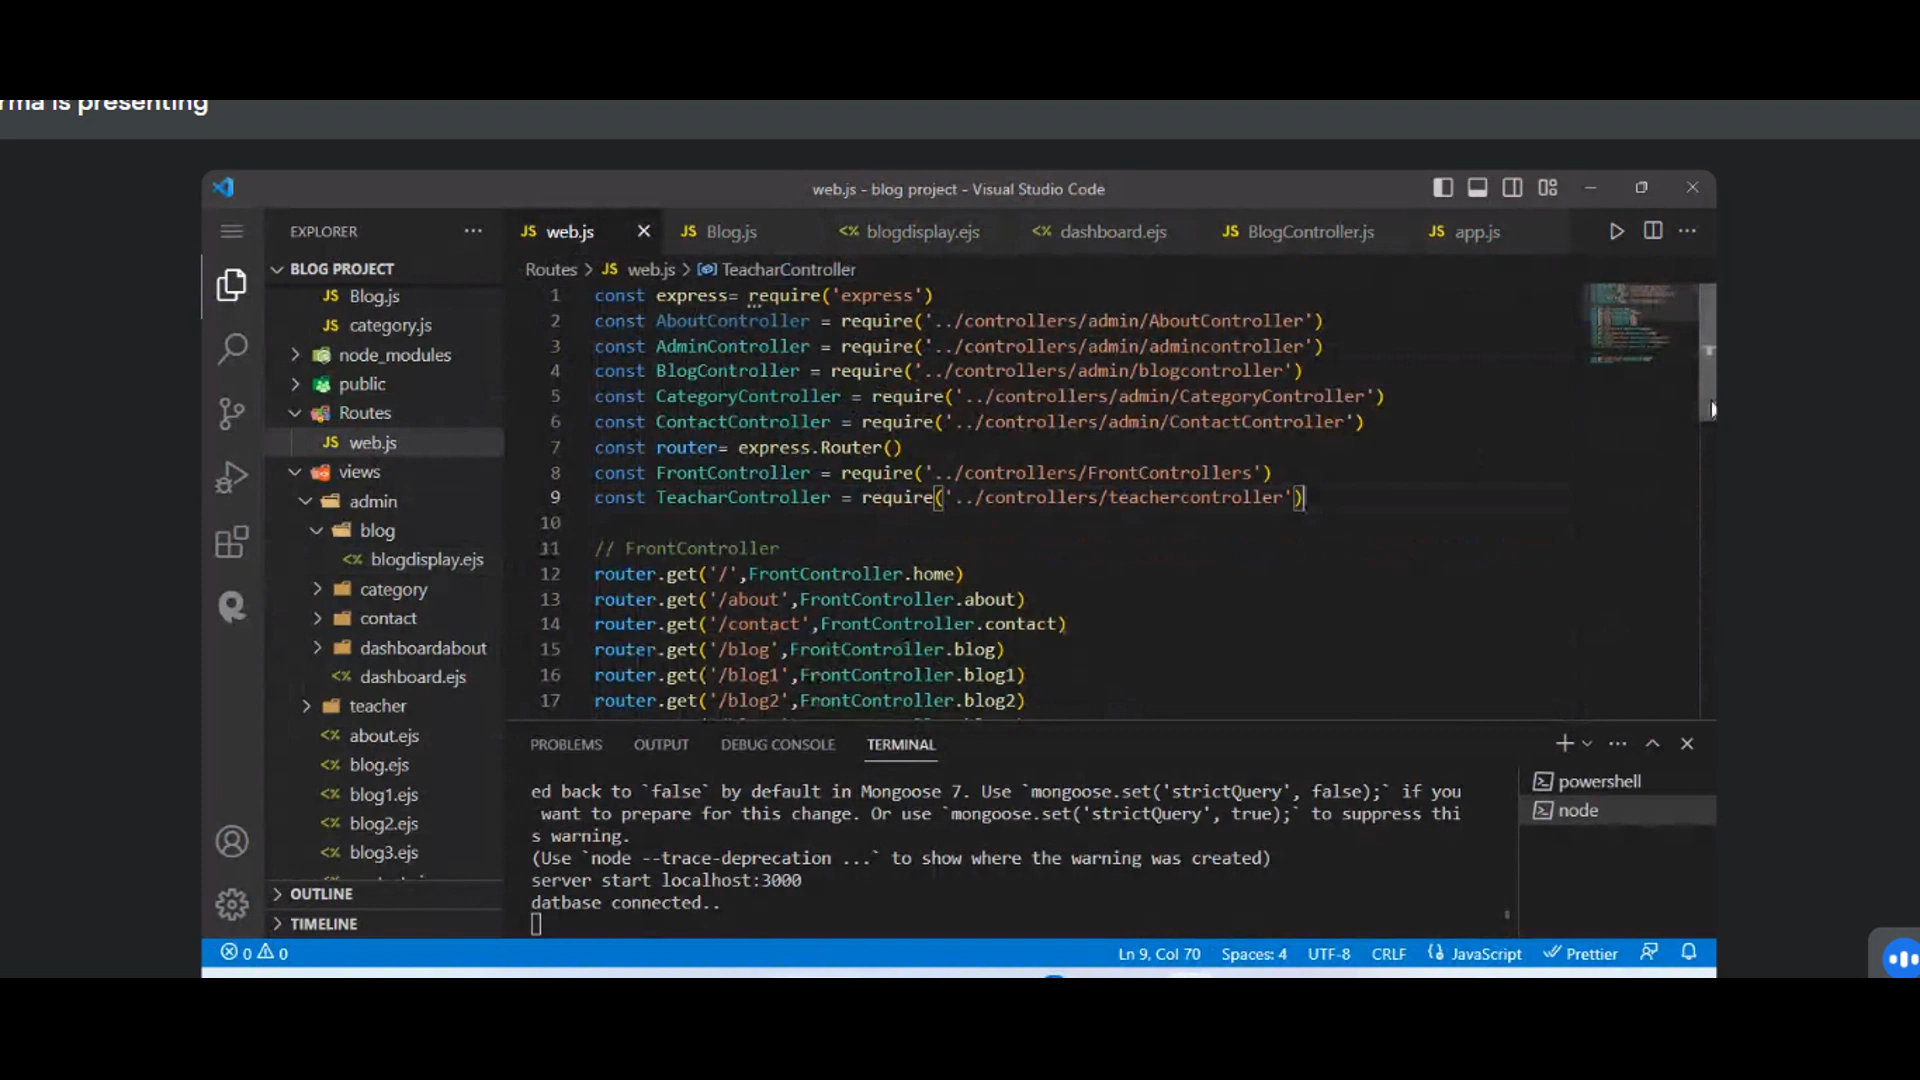 rma is presenting
web.js - blog project - Visual Studio Code
EXPLORER
BLOG PROJECT
Blog.js
category.js
node_modules
public
Routes
web.js
views
admin
blog
blogdisplay.ejs
category
contact
dashboardabout
dashboard.ejs
teacher
about.ejs
blog.ejs
blog1.ejs
blog2.ejs
blog3.ejs
OUTLINE
TIMELINE
JS web.js JS Blog.js <% blogdisplay.ejs <% dashboard.ejs JS BlogController.js JS app.js
Routes > JS web.js > TeacharController
1 const express= require('express')
2 const AboutController = require('../controllers/admin/AboutController')
3 const AdminController = require('../controllers/admin/admincontroller')
4 const BlogController = require('../controllers/admin/blogcontroller')
5 const CategoryController = require('../controllers/admin/CategoryController')
6 const ContactController = require('../controllers/admin/ContactController')
7 const router= express.Router()
8 const FrontController = require('../controllers/FrontControllers')
9 const TeacharController = require('../controllers/teachercontroller')
10
11 // FrontController
12 router.get('/',FrontController.home)
13 router.get('/about',FrontController.about)
14 router.get('/contact',FrontController.contact)
15 router.get('/blog',FrontController.blog)
16 router.get('/blog1',FrontController.blog1)
17 router.get('/blog2',FrontController.blog2)
PROBLEMS OUTPUT DEBUG CONSOLE TERMINAL
ed back to `false` by default in Mongoose 7. Use `mongoose.set('strictQuery', false);` if you
want to prepare for this change. Or use `mongoose.set('strictQuery', true);` to suppress thi
s warning.
(Use `node --trace-deprecation ...` to show where the warning was created)
server start localhost:3000
datbase connected..
powershell
node
0 0 Ln 9, Col 70 Spaces: 4 UTF-8 CRLF JavaScript Prettier